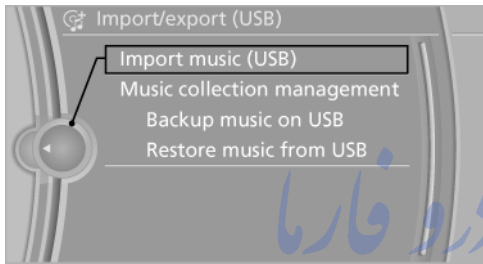 Import/export (USB)
Import music (USB)
Music collection management
Backup music on USB
Restore music from USB